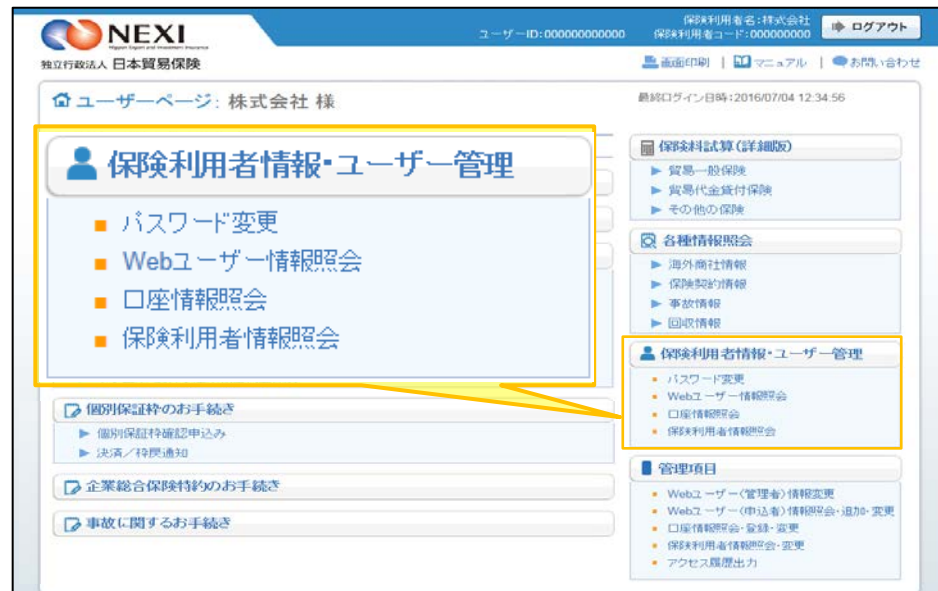 NEXI
Nippon Export and Investment Insurance
独立行政法人 日本貿易保険
ユーザーID:000000000000
保険利用者名:株式会社
保険利用者コード:000000000
ログアウト
画面印刷 | マニュアル | お問い合わせ
ユーザーページ: 株式会社 様
最終ログイン日時:2016/07/04 12:34:56
保険利用者情報・ユーザー管理
パスワード変更
Webユーザー情報照会
口座情報照会
保険利用者情報照会
個別保証枠のお手続き
個別保証枠確認申込み
決済/枠戻通知
企業総合保険特約のお手続き
事故に関するお手続き
保険料試算(詳細版)
貿易一般保険
貿易代金貸付保険
その他の保険
各種情報照会
海外商社情報
保険契約情報
事故情報
回収情報
保険利用者情報・ユーザー管理
パスワード変更
Webユーザー情報照会
口座情報照会
保険利用者情報照会
管理項目
Webユーザー(管理者)情報変更
Webユーザー(申込者)情報照会・追加・変更
口座情報照会・登録・変更
保険利用者情報照会・変更
アクセス履歴出力